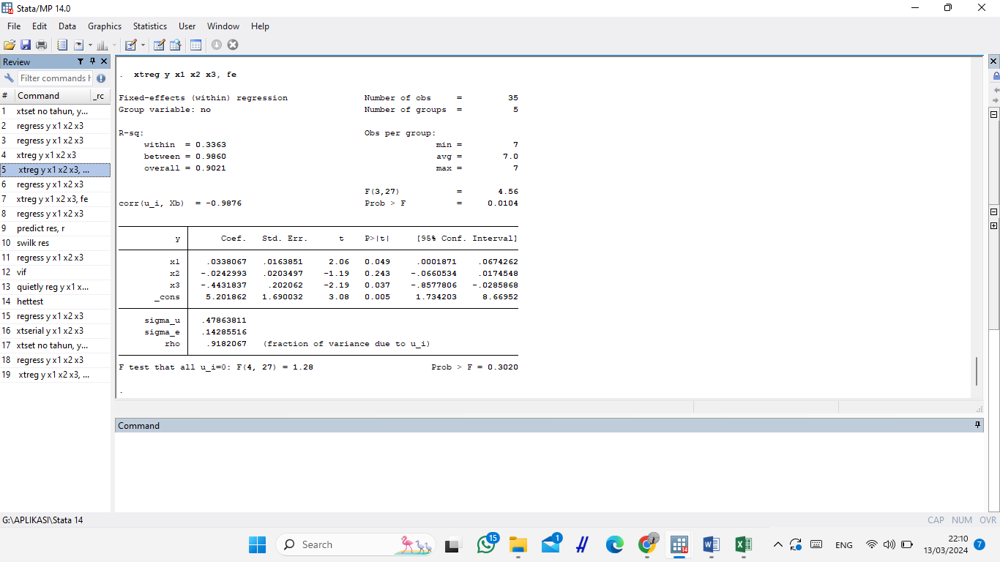 Stata/MP 14.0
File Edit Data Graphics Statistics User Window Help
Review
Filter commands h
# Command _rc
1 xtset no tahun, y...
2 regress y x1 x2 x3
3 regress y x1 x2 x3
4 xtreg y x1 x2 x3
5 xtreg y x1 x2 x3, ...
6 regress y x1 x2 x3
7 xtreg y x1 x2 x3, fe
8 regress y x1 x2 x3
9 predict res, r
10 swilk res
11 regress y x1 x2 x3
12 vif
13 quietly reg y x1 x...
14 hettest
15 regress y x1 x2 x3
16 xtserial y x1 x2 x3
17 xtset no tahun, y...
18 regress y x1 x2 x3
19 xtreg y x1 x2 x3, ...
. xtreg y x1 x2 x3, fe
Fixed-effects (within) regression Number of obs = 35
Group variable: no Number of groups = 5
R-sq: Obs per group:
within = 0.3363 min = 7
between = 0.9860 avg = 7.0
overall = 0.9021 max = 7
F(3,27) = 4.56
corr(u_i, Xb) = -0.9876 Prob > F = 0.0104
y Coef. Std. Err. t P>|t| [95% Conf. Interval]
x1 .0338067 .0163851 2.06 0.049 .0001871 .0674262
x2 -.0242993 .0203497 -1.19 0.243 -.0660534 .0174548
x3 -.4431837 .202062 -2.19 0.037 -.8577806 -.0285868
_cons 5.201862 1.690032 3.08 0.005 1.734203 8.66952
sigma_u .47863811
sigma_e .14285516
rho .9182067 (fraction of variance due to u_i)
F test that all u_i=0: F(4, 27) = 1.28 Prob > F = 0.3020
.
Command
G:\APLIKASI\Stata 14
CAP NUM OVR
Search
15
1
14
ENG
22:10
13/03/2024
7